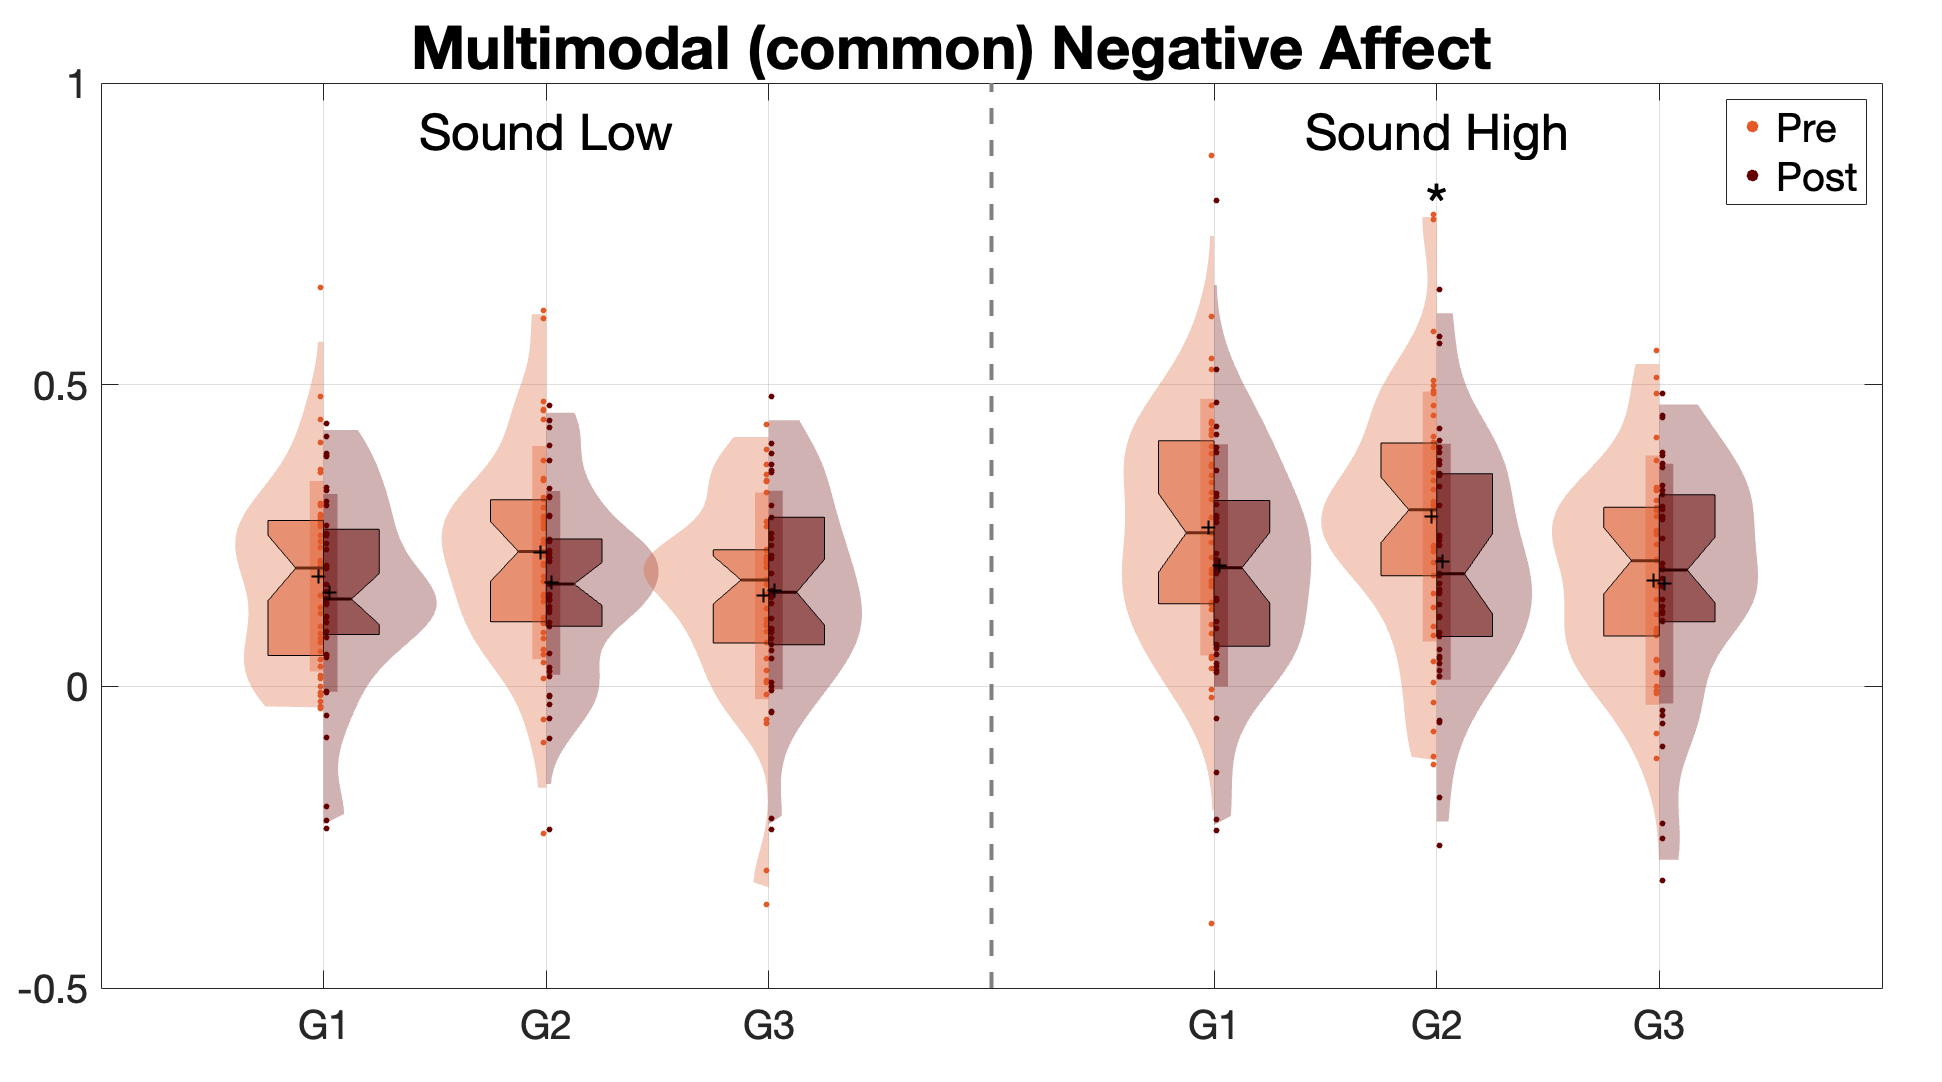 Multimodal (common) Negative Affect
Sound Low
Sound High
*
Pre
Post
1
0.5
0
-0.5
G1 G2 G3 G1 G2 G3